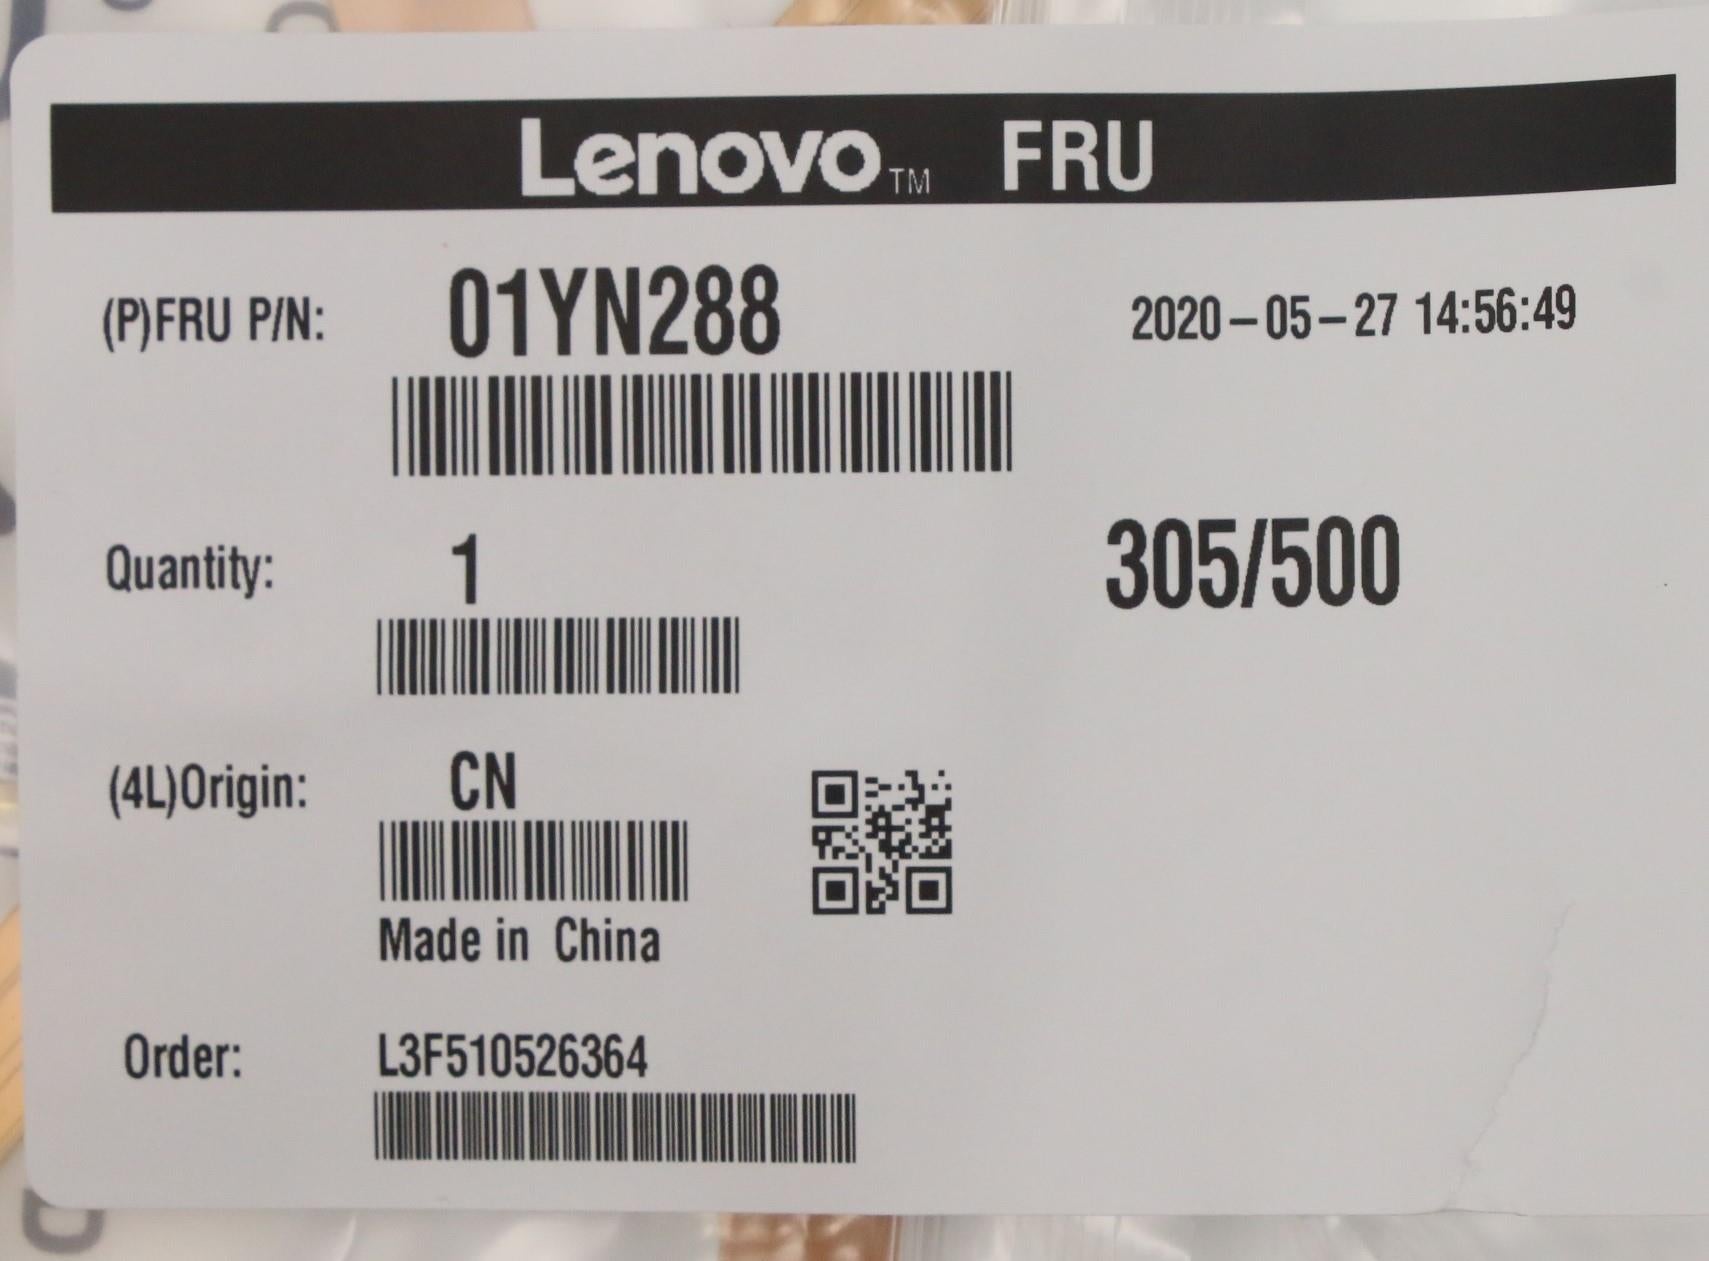 Lenovo™ FRU
(P)FRU P/N: 01YN288 2020-05-27 14:56:49
Quantity: 1 305/500
(4L)Origin: CN
Made in China
Order: L3F510526364